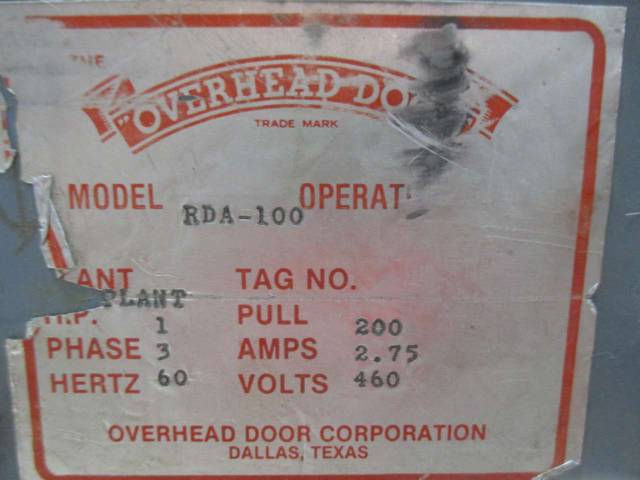 THE
"OVERHEAD DO
TRADE MARK
MODEL RDA-100 OPERAT
ANT PLANT TAG NO.
H.P. 1 PULL 200
PHASE 3 AMPS 2.75
HERTZ 60 VOLTS 460
OVERHEAD DOOR CORPORATION
DALLAS, TEXAS